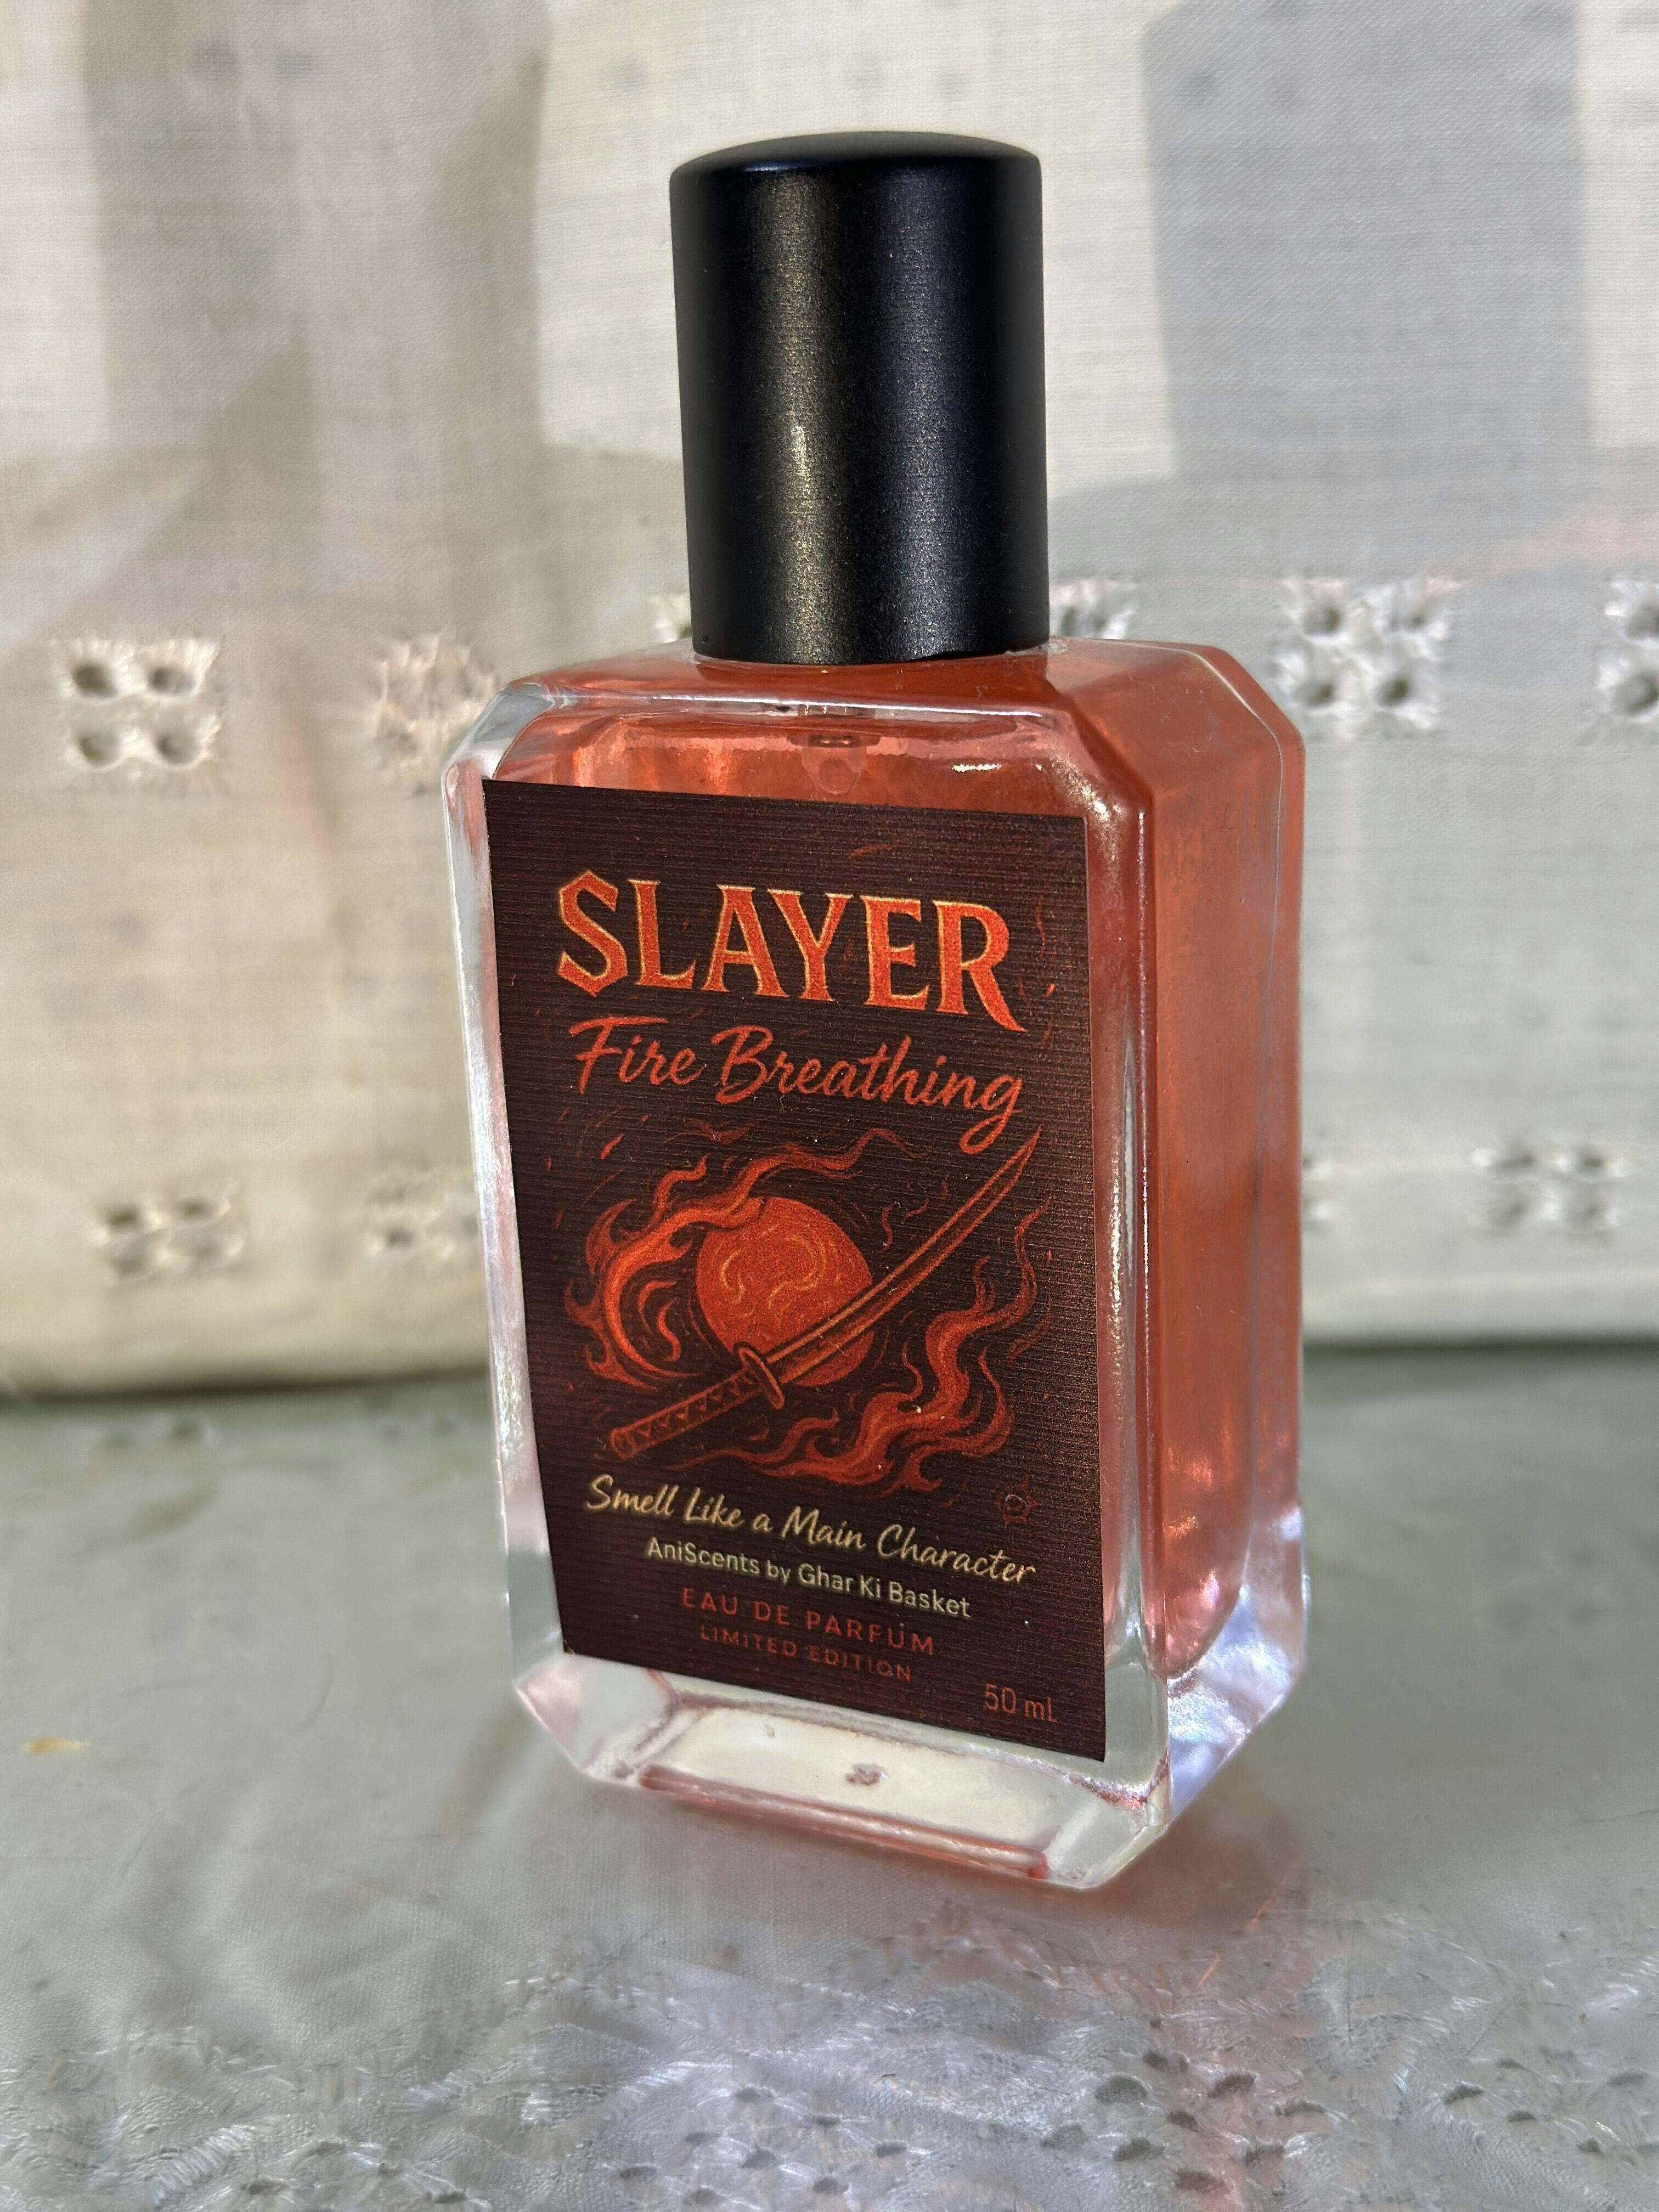 SLAYER
Fire Breathing
Smell Like a Main Character
AniScents by Ghar Ki Basket
EAU DE PARFUM
LIMITED EDITION
50 mL